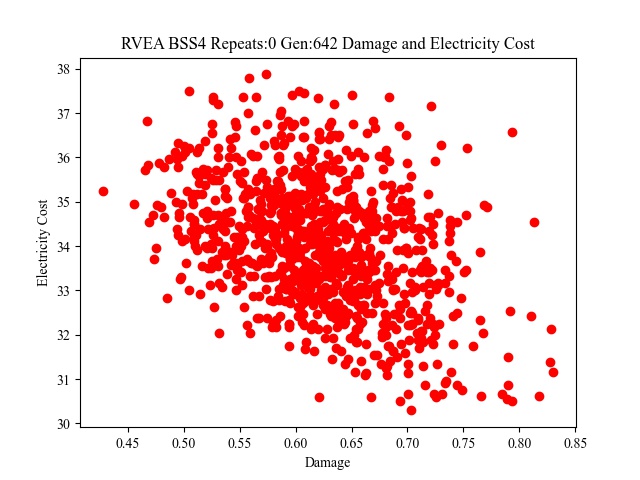 RVEA BSS4 Repeats:0 Gen:642 Damage and Electricity Cost
38
37
36
35
34
33
32
31
30
Electricity Cost
0.45 0.50 0.55 0.60 0.65 0.70 0.75 0.80 0.85
Damage